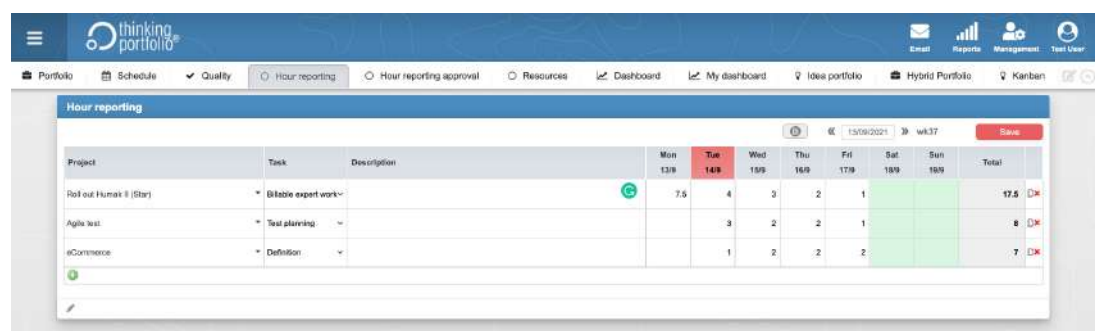 thinking
portfolio®
Email Reports Management Test User
Portfolio Schedule Quality Hour reporting Hour reporting approval Resources Dashboard My dashboard Idea portfolio Hybrid Portfolio Kanban
Hour reporting
13/09/2021 wk37 Save
Project Task Description Mon Tue Wed Thu Fri Sat Sun Total
13/9 14/9 15/9 16/9 17/9 18/9 19/9
Roll out Humak II (Star) Billable expert work 7.5 4 3 2 1 17.5
Agile test Test planning 3 2 2 1 8
eCommerce Definition 1 2 2 2 7